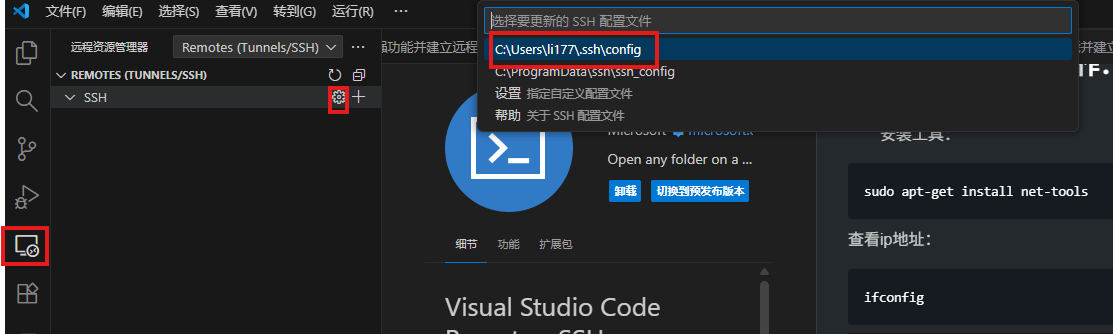 文件(F) 编辑(E) 选择(S) 查看(V) 转到(G) 运行(R) ···
选择要更新的 SSH 配置文件
C:\Users\li177\.ssh\config
C:\ProgramData\ssh\ssh_config
设置 指定自定义配置文件
帮助 关于 SSH 配置文件
远程资源管理器 Remotes (Tunnels/SSH) ···
REMOTES (TUNNELS/SSH)
SSH
Microsoft microsoft.
Open any folder on a ...
卸载 切换到预发布版本
细节 功能 扩展包
Visual Studio Code
安装工具：
sudo apt-get install net-tools
查看ip地址：
ifconfig